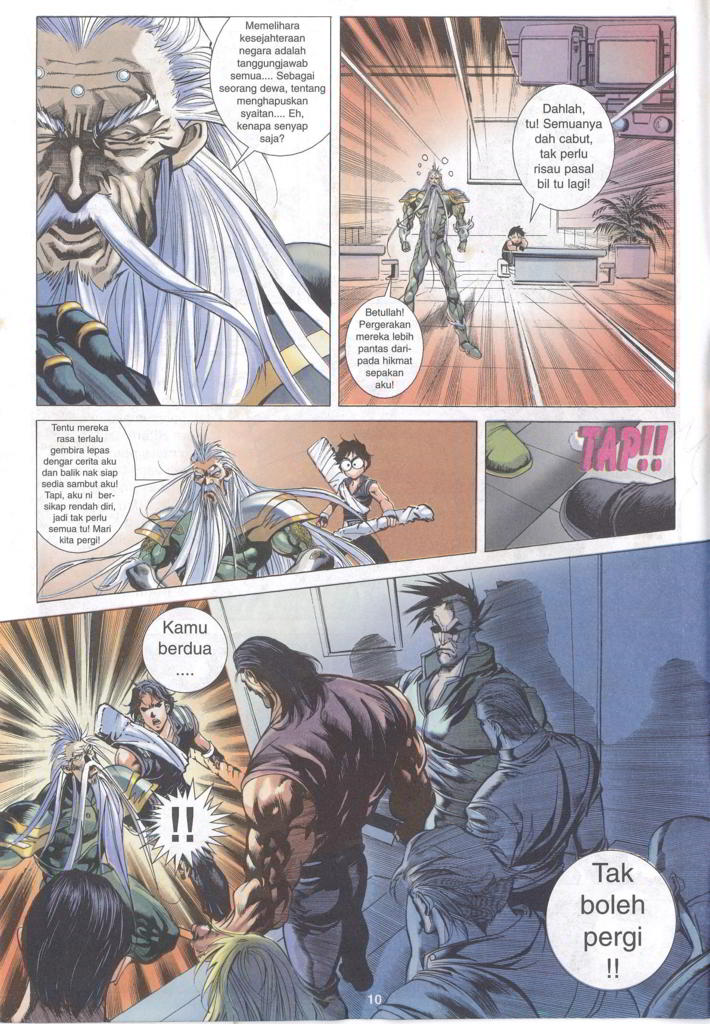 Memelihara
kesejahteraan
negara adalah
tanggungjawab
semua.... Sebagai
seorang dewa, tentang
menghapuskan
syaitan.... Eh,
kenapa senyap
saja?
Dahlah,
tu! Semuanya
dah cabut,
tak perlu
risau pasal
bil tu lagi!
Betullah!
Pergerakan
mereka lebih
pantas dari-
pada hikmat
sepakan
aku!
Tentu mereka
rasa terlalu
gembira lepas
dengar cerita aku
dan balik nak siap
sedia sambut aku!
Tapi, aku ni ber-
sikap rendah diri,
jadi tak perlu
semua tu! Mari
kita pergi!
TAP!!
Kamu
berdua
....
!!
Tak
boleh
pergi
!!
10